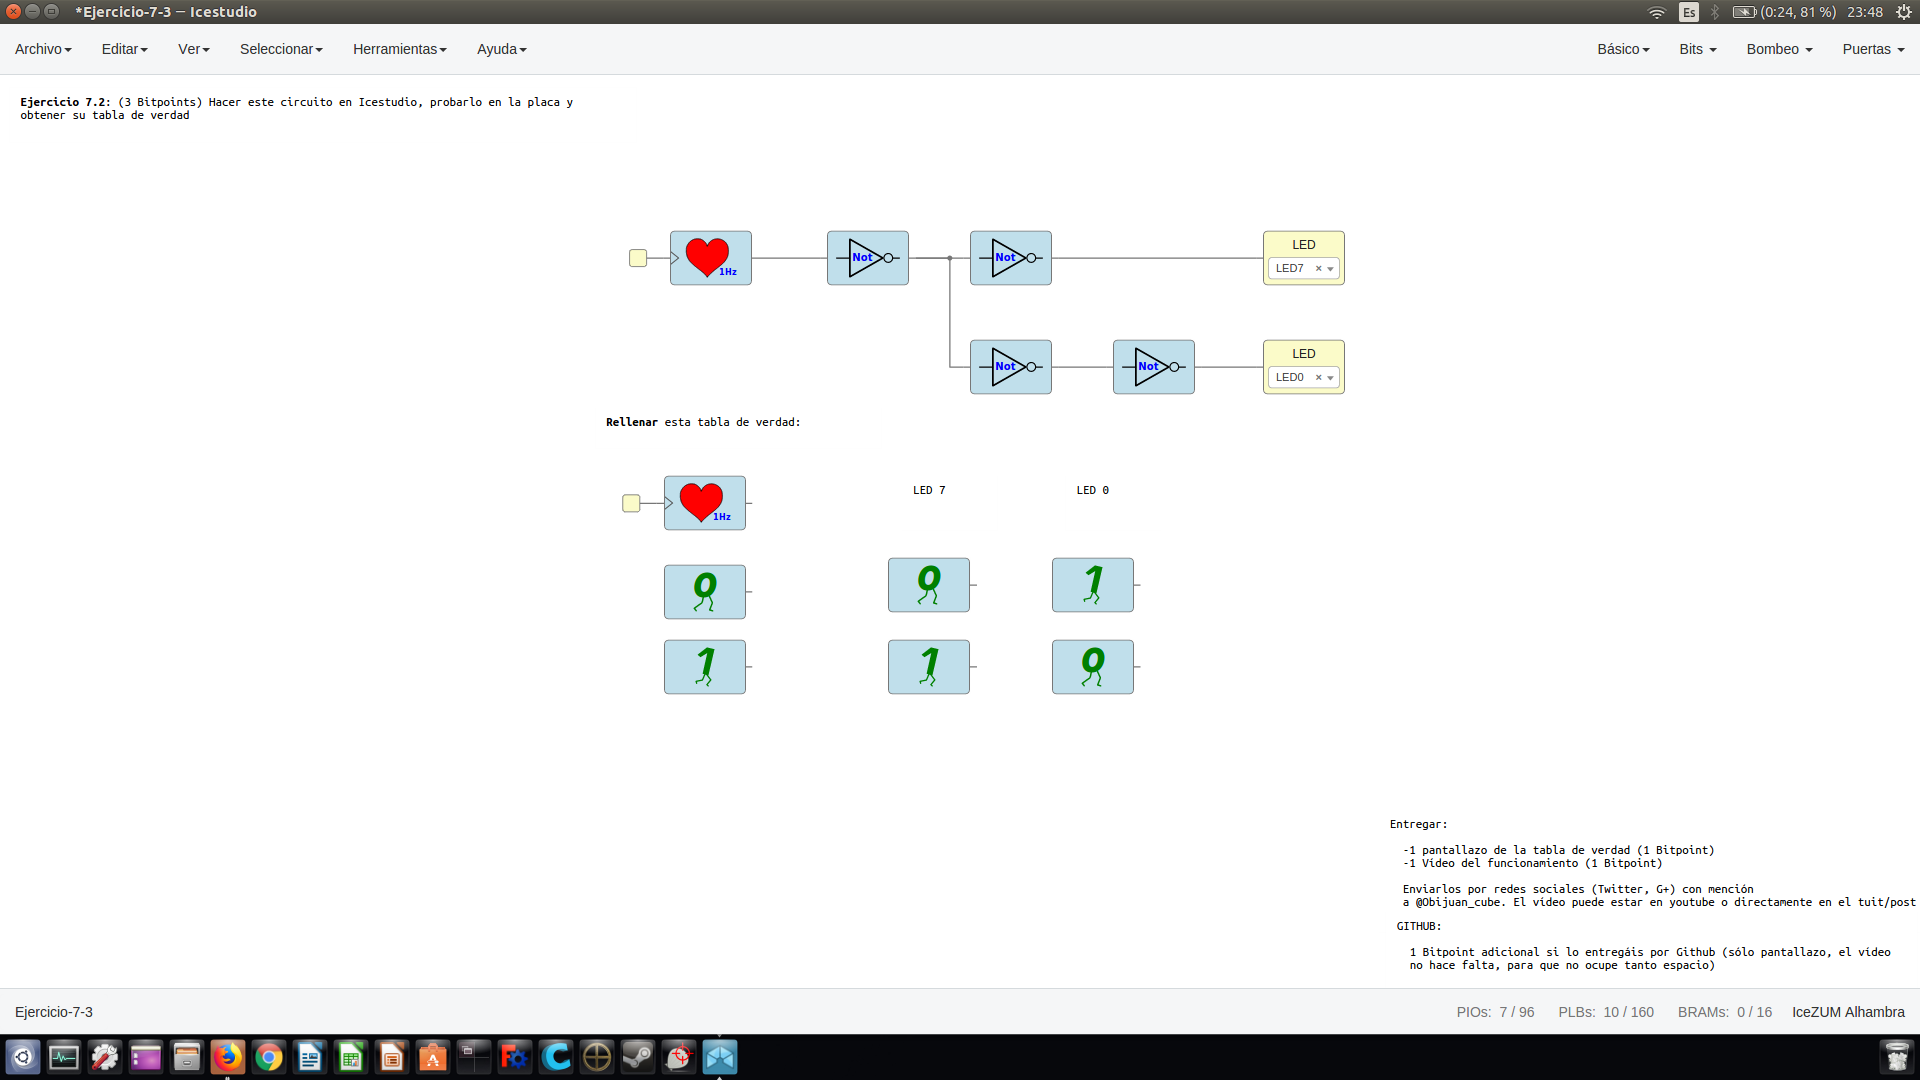 *Ejercicio-7-3 — Icestudio
Es
(0:24, 81 %)
23:48
Archivo
Editar
Ver
Seleccionar
Herramientas
Ayuda
Básico
Bits
Bombeo
Puertas
Ejercicio 7.2: (3 Bitpoints) Hacer este circuito en Icestudio, probarlo en la placa y
obtener su tabla de verdad
1Hz
Not
Not
LED
LED7
Not
Not
LED
LED0
Rellenar esta tabla de verdad:
1Hz
LED 7
LED 0
0
0
1
1
1
0
Entregar:
-1 pantallazo de la tabla de verdad (1 Bitpoint)
-1 Vídeo del funcionamiento (1 Bitpoint)
Enviarlos por redes sociales (Twitter, G+) con mención
a @Obijuan_cube. El vídeo puede estar en youtube o directamente en el tuit/post
GITHUB:
1 Bitpoint adicional si lo entregáis por Github (sólo pantallazo, el vídeo
no hace falta, para que no ocupe tanto espacio)
Ejercicio-7-3
PIOs: 7 / 96
PLBs: 10 / 160
BRAMs: 0 / 16
IceZUM Alhambra